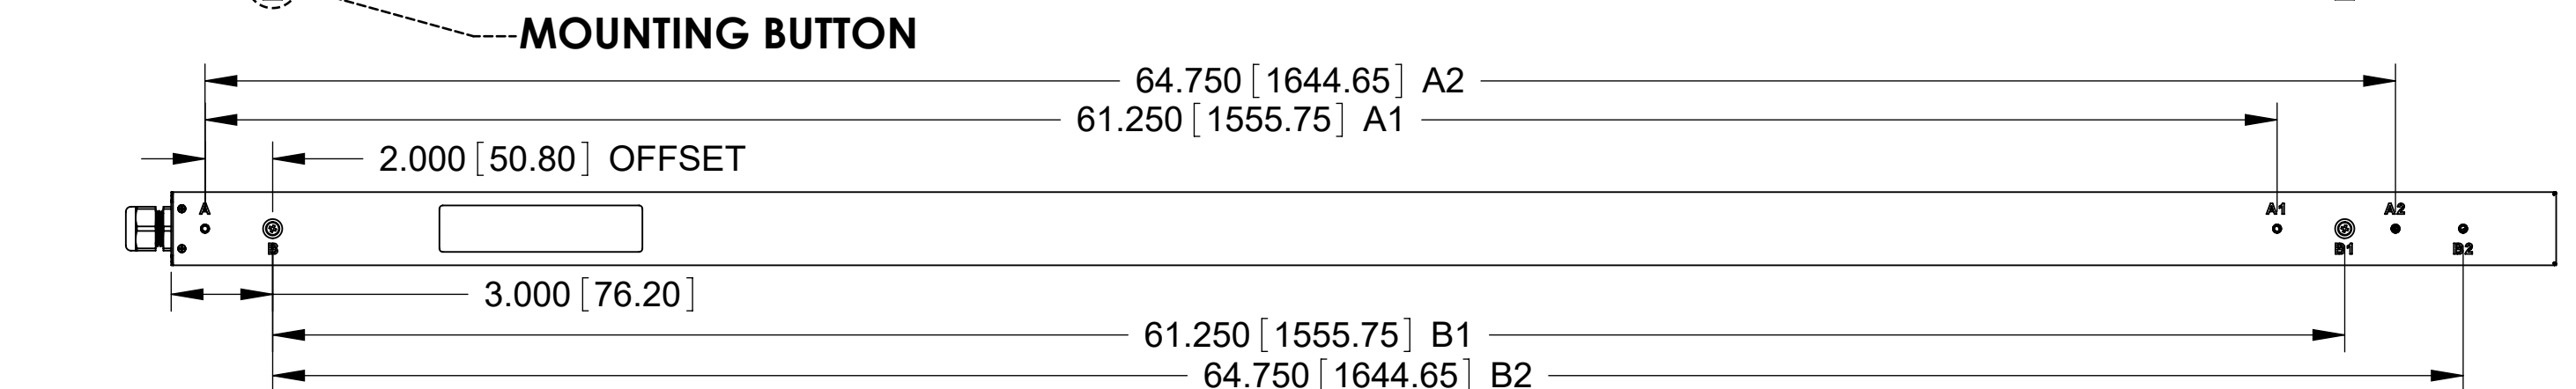 MOUNTING BUTTON
64.750 [1644.65] A2
61.250 [1555.75] A1
2.000 [50.80] OFFSET
A A1 A2
B B1 B2
3.000 [76.20]
61.250 [1555.75] B1
64.750 [1644.65] B2